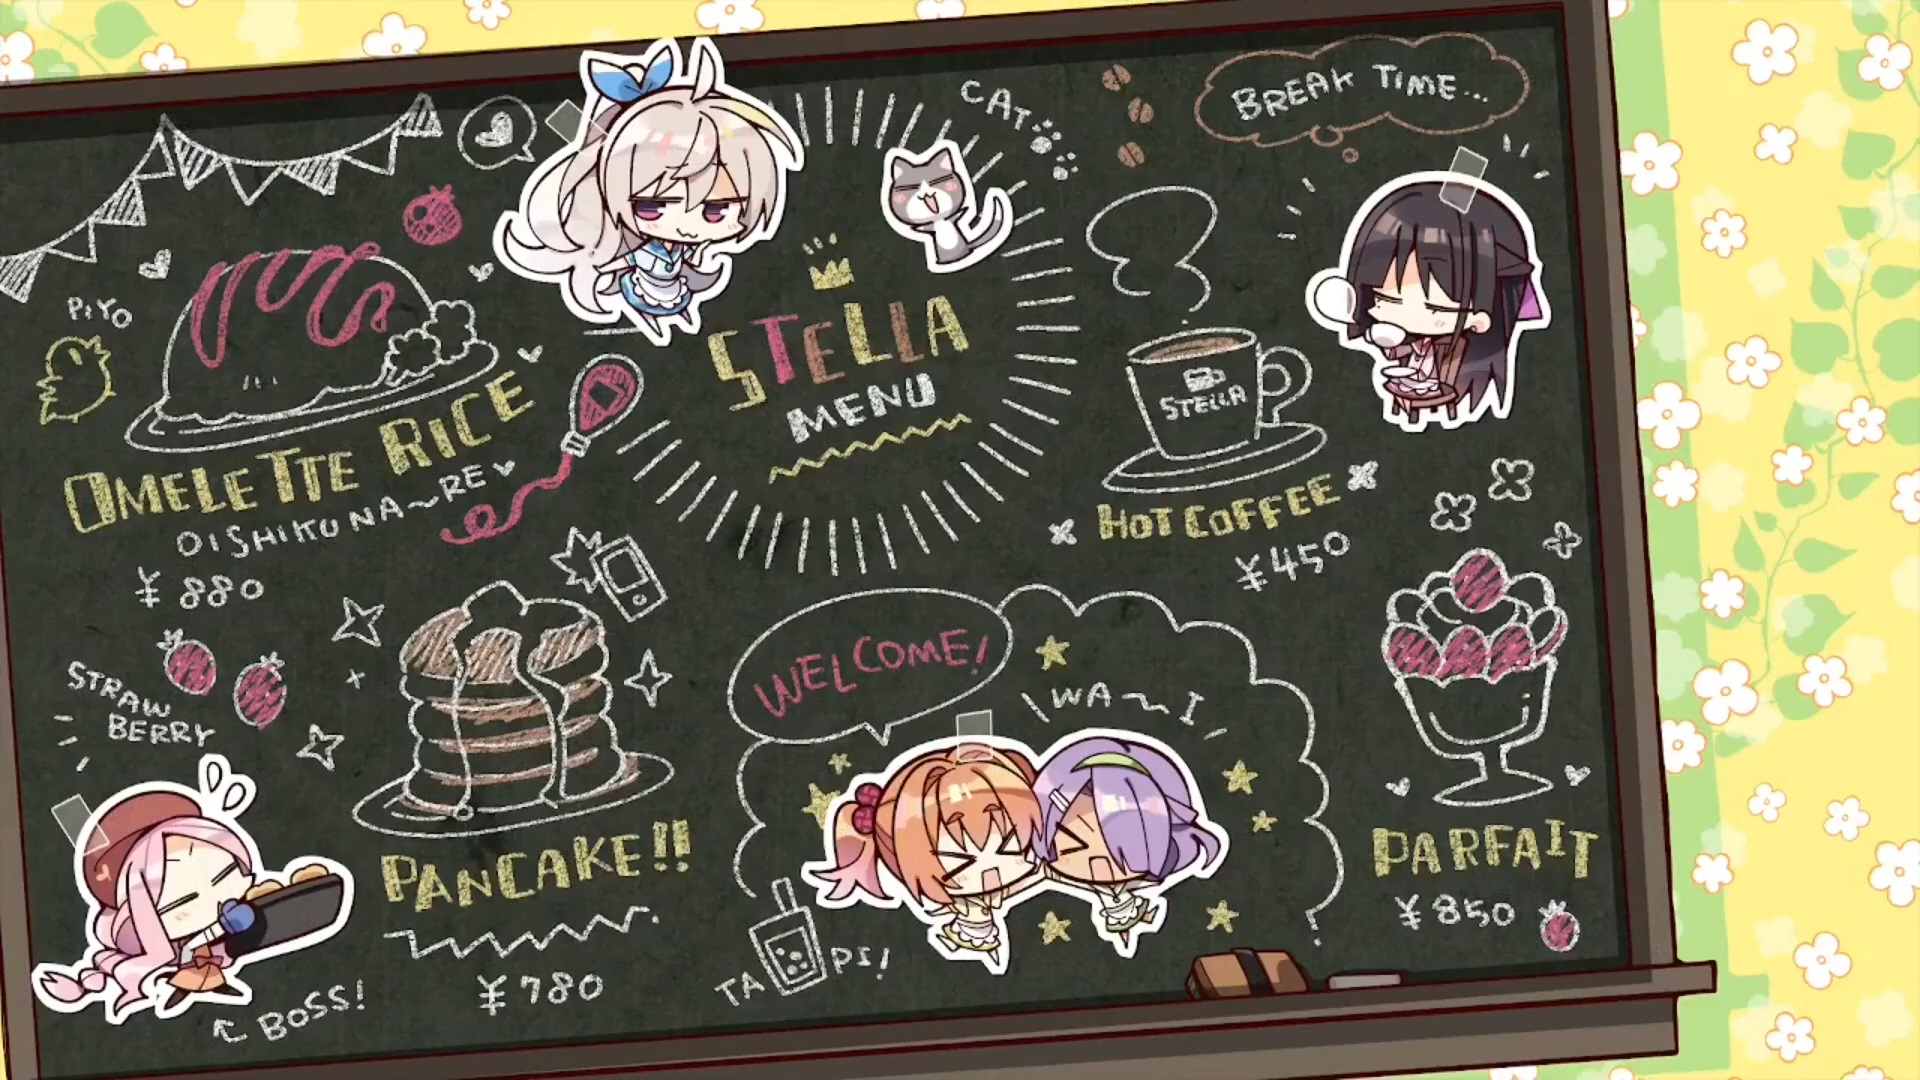 CAT
BREAK TIME...
PiYO
STELLA
MENU
STELLA
OMELETTE RICE
OISHIKUNA~RE
¥880
HOT COFFEE
¥450
STRAW
BERRY
WELCOME!
\WA~I
PANCAKE!!
¥780
BOSS!
TA PI!
PARFAIT
¥850